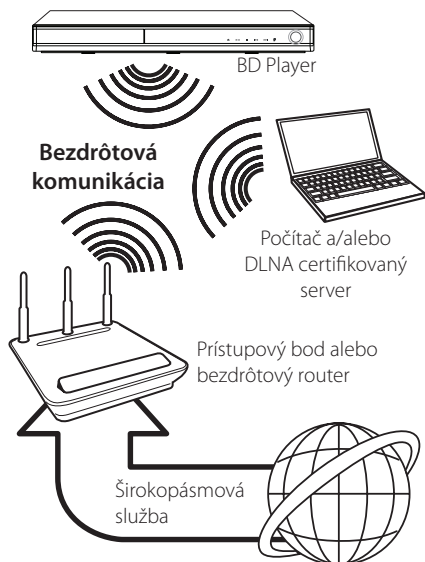 BD Player
Bezdrôtová
komunikácia
Počítač a/alebo
DLNA certifikovaný
server
Prístupový bod alebo
bezdrôtový router
Širokopásmová
služba